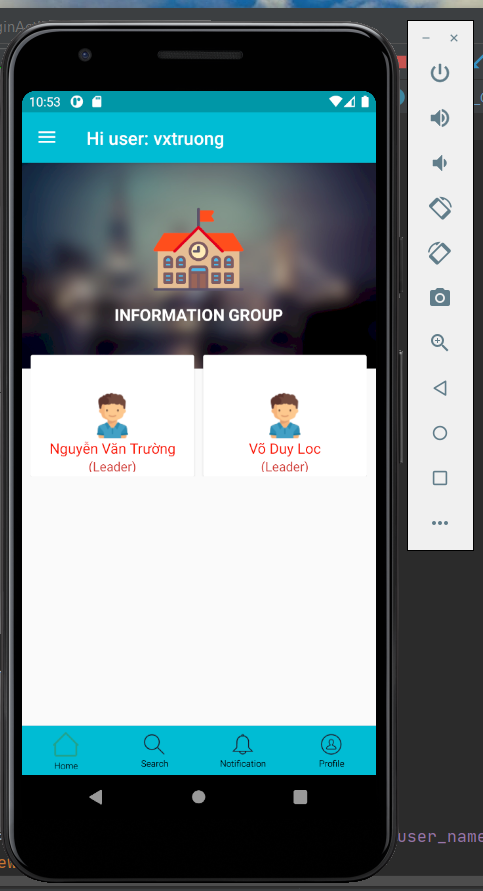 10:53
Hi user: vxtruong
INFORMATION GROUP
Nguyễn Văn Trường
(Leader)
Võ Duy Loc
(Leader)
Home
Search
Notification
Profile
user_name